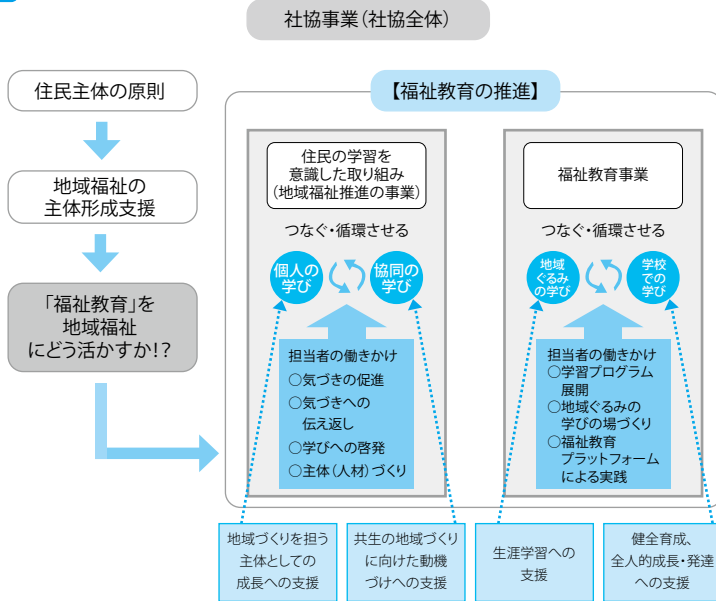 社協事業（社協全体）
住民主体の原則
地域福祉の
主体形成支援
「福祉教育」を
地域福祉
にどう活かすか!?
【福祉教育の推進】
住民の学習を
意識した取り組み
（地域福祉推進の事業）
つなぐ・循環させる
個人の
学び
協同の
学び
担当者の働きかけ
○気づきの促進
○気づきへの
伝え返し
○学びへの啓発
○主体（人材）づくり
福祉教育事業
つなぐ・循環させる
地域
ぐるみ
の学び
学校
での
学び
担当者の働きかけ
○学習プログラム
展開
○地域ぐるみの
学びの場づくり
○福祉教育
プラットフォーム
による実践
地域づくりを担う
主体としての
成長への支援
共生の地域づくり
に向けた動機
づけへの支援
生涯学習への
支援
健全育成、
全人的成長・発達
への支援